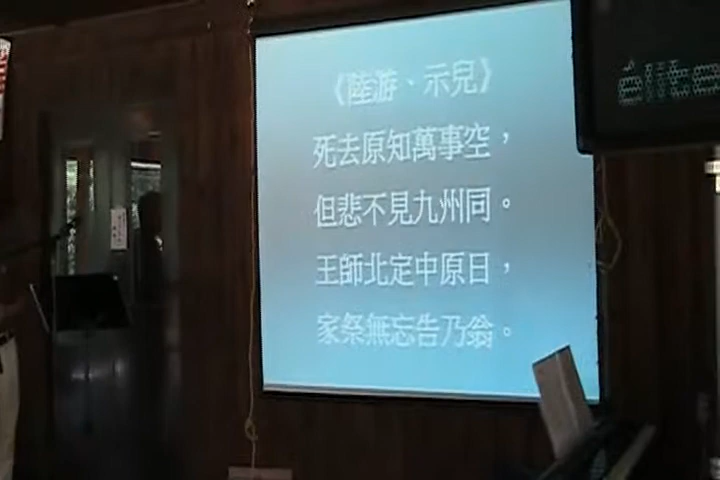 《陸游、示兒》
死去原知萬事空，
但悲不見九州同。
王師北定中原日，
家祭無忘告乃翁。